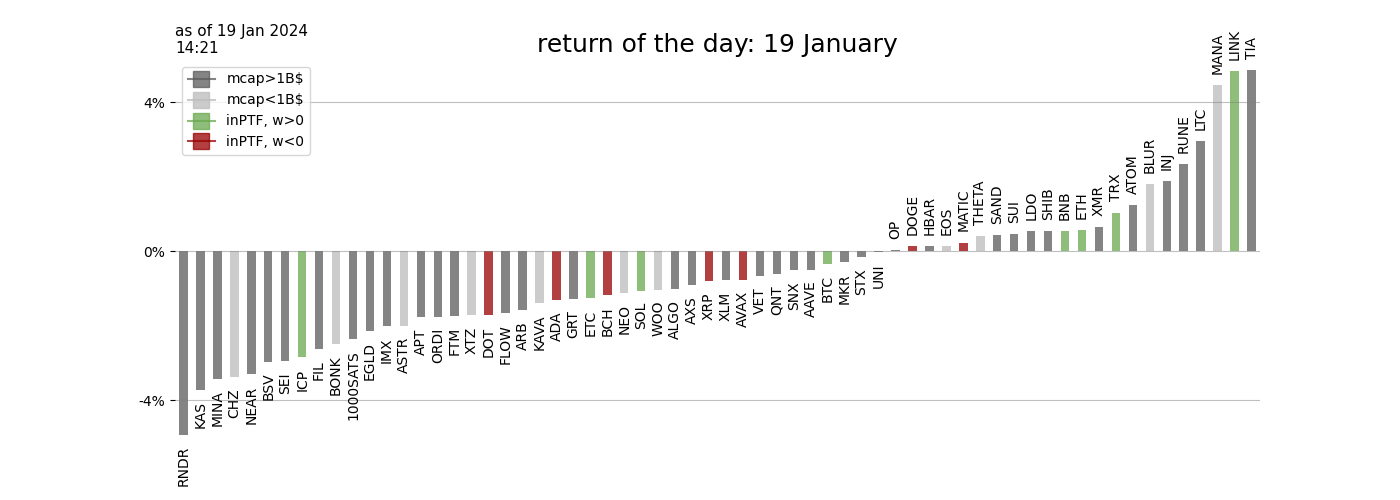 as of 19 Jan 2024
14:21
return of the day: 19 January
mcap>1B$
mcap<1B$
inPTF, w>0
inPTF, w<0
4%
0%
-4%
RNDR
KAS
MINA
CHZ
NEAR
BSV
SEI
ICP
FIL
BONK
1000SATS
EGLD
IMX
ASTR
APT
ORDI
FTM
XTZ
DOT
FLOW
ARB
KAVA
ADA
GRT
ETC
BCH
NEO
SOL
WOO
ALGO
AXS
XRP
XLM
AVAX
VET
QNT
SNX
AAVE
BTC
MKR
STX
UNI
OP
DOGE
HBAR
EOS
MATIC
THETA
SAND
SUI
LDO
SHIB
BNB
ETH
XMR
TRX
ATOM
BLUR
INJ
RUNE
LTC
MANA
LINK
TIA